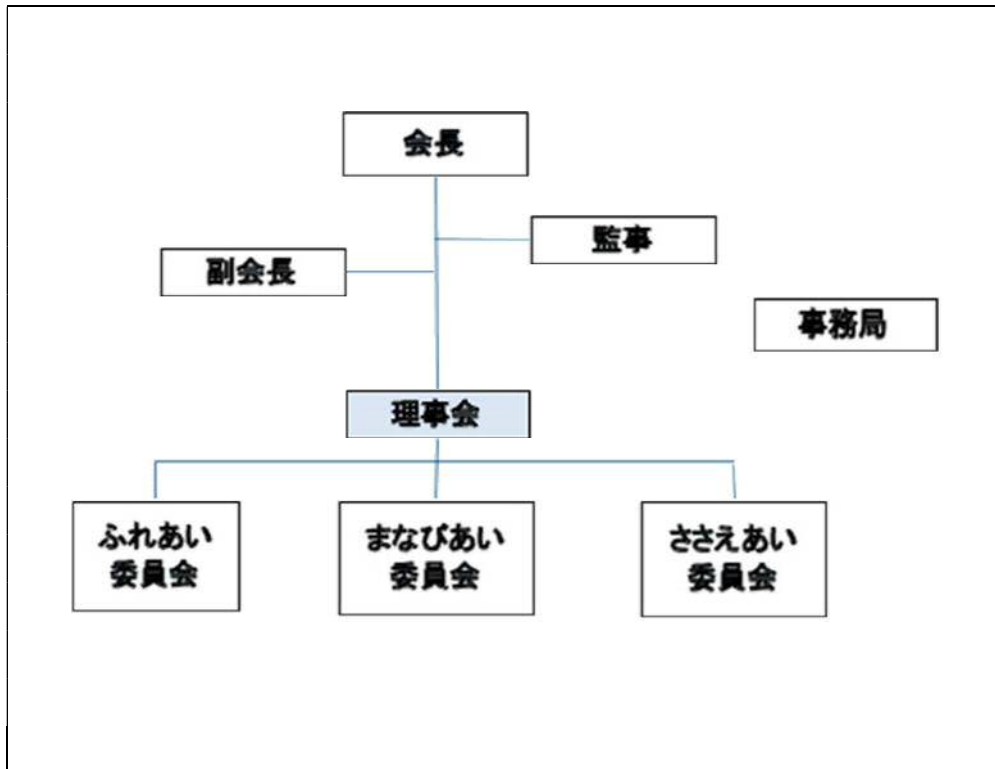 会長
監事
副会長
事務局
理事会
ふれあい
委員会
まなびあい
委員会
ささえあい
委員会